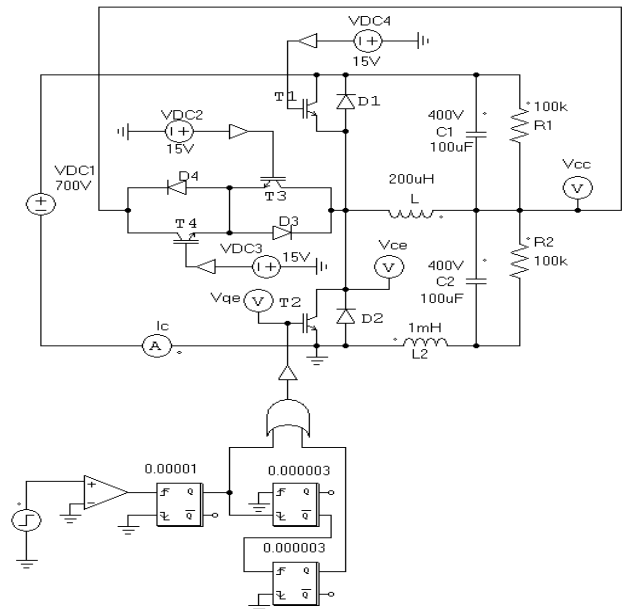 VDC4
15V
T1
D1
400V
C1
100uF
100k
R1
VDC2
15V
VDC1
700V
D4
T3
200uH
L
Vcc
V
T4
D3
VDC3
15V
Vce
V
R2
100k
400V
C2
100uF
Vqe
V
T2
D2
Ic
A
1mH
L2
0.00001
0.000003
Q
Q
Q
Q
0.000003
Q
Q